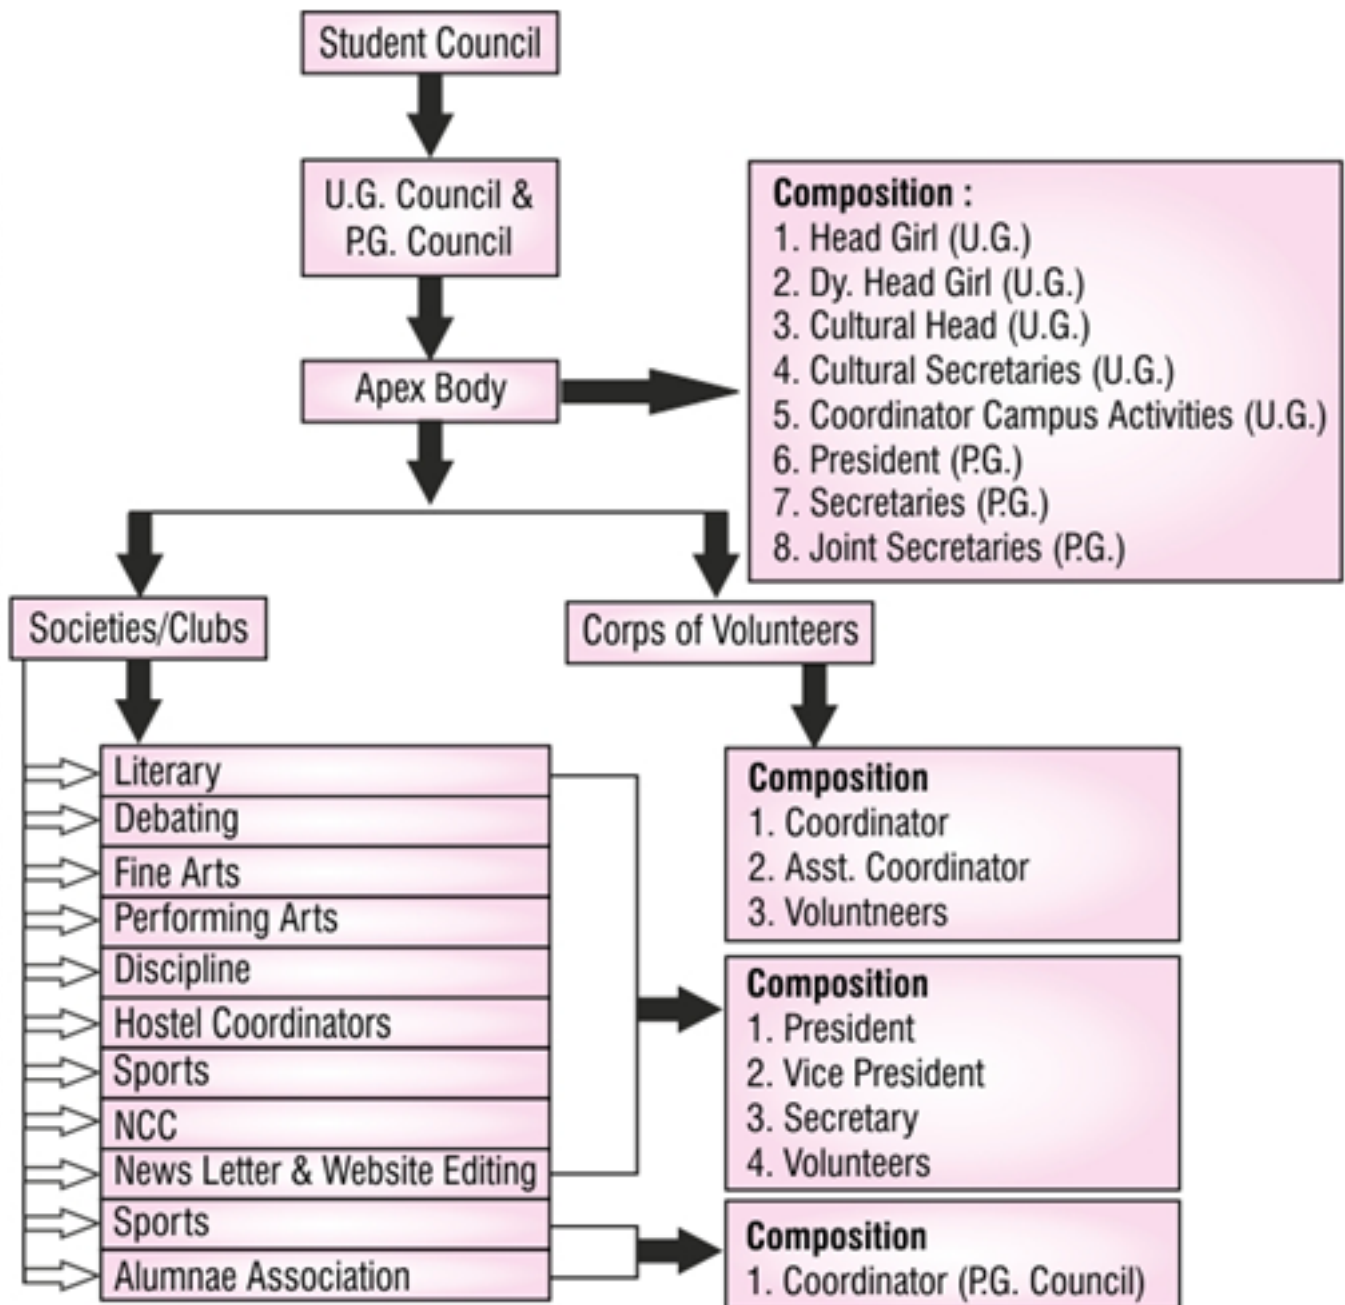 Student Council
U.G. Council &
P.G. Council
Apex Body
Composition :
1. Head Girl (U.G.)
2. Dy. Head Girl (U.G.)
3. Cultural Head (U.G.)
4. Cultural Secretaries (U.G.)
5. Coordinator Campus Activities (U.G.)
6. President (P.G.)
7. Secretaries (P.G.)
8. Joint Secretaries (P.G.)
Societies/Clubs
Corps of Volunteers
Literary
Debating
Fine Arts
Performing Arts
Discipline
Hostel Coordinators
Sports
NCC
News Letter & Website Editing
Sports
Alumnae Association
Composition
1. Coordinator
2. Asst. Coordinator
3. Voluntneers
Composition
1. President
2. Vice President
3. Secretary
4. Volunteers
Composition
1. Coordinator (P.G. Council)